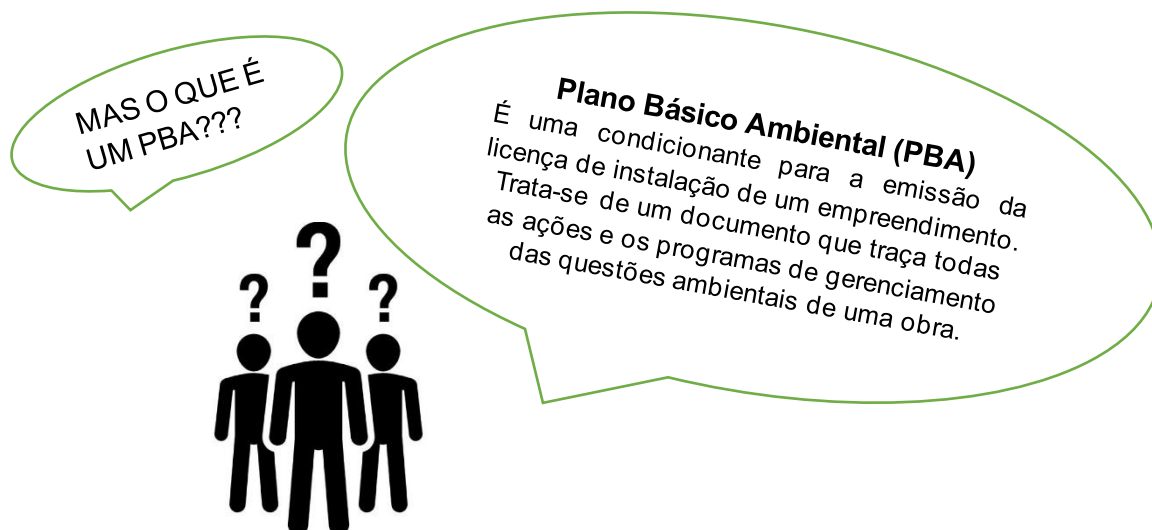 MAS O QUE É
UM PBA???
Plano Básico Ambiental (PBA)
É uma condicionante para a emissão da
licença de instalação de um empreendimento.
Trata-se de um documento que traça todas
as ações e os programas de gerenciamento
das questões ambientais de uma obra.
? ? ?